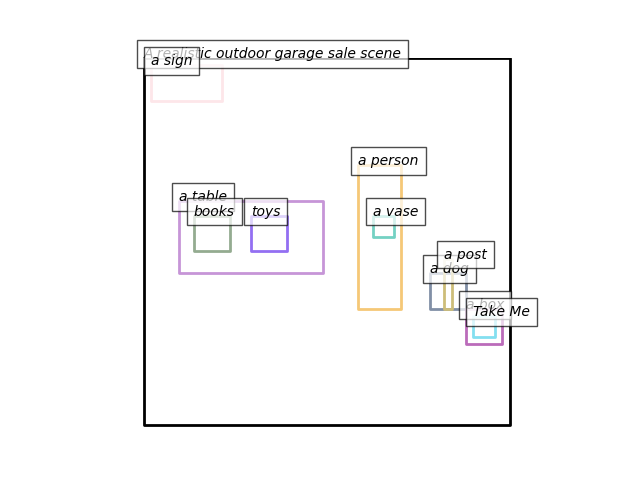 A realistic outdoor garage sale scene
a sign
a person
a table
books
toys
a vase
a post
a dog
a box
Take Me